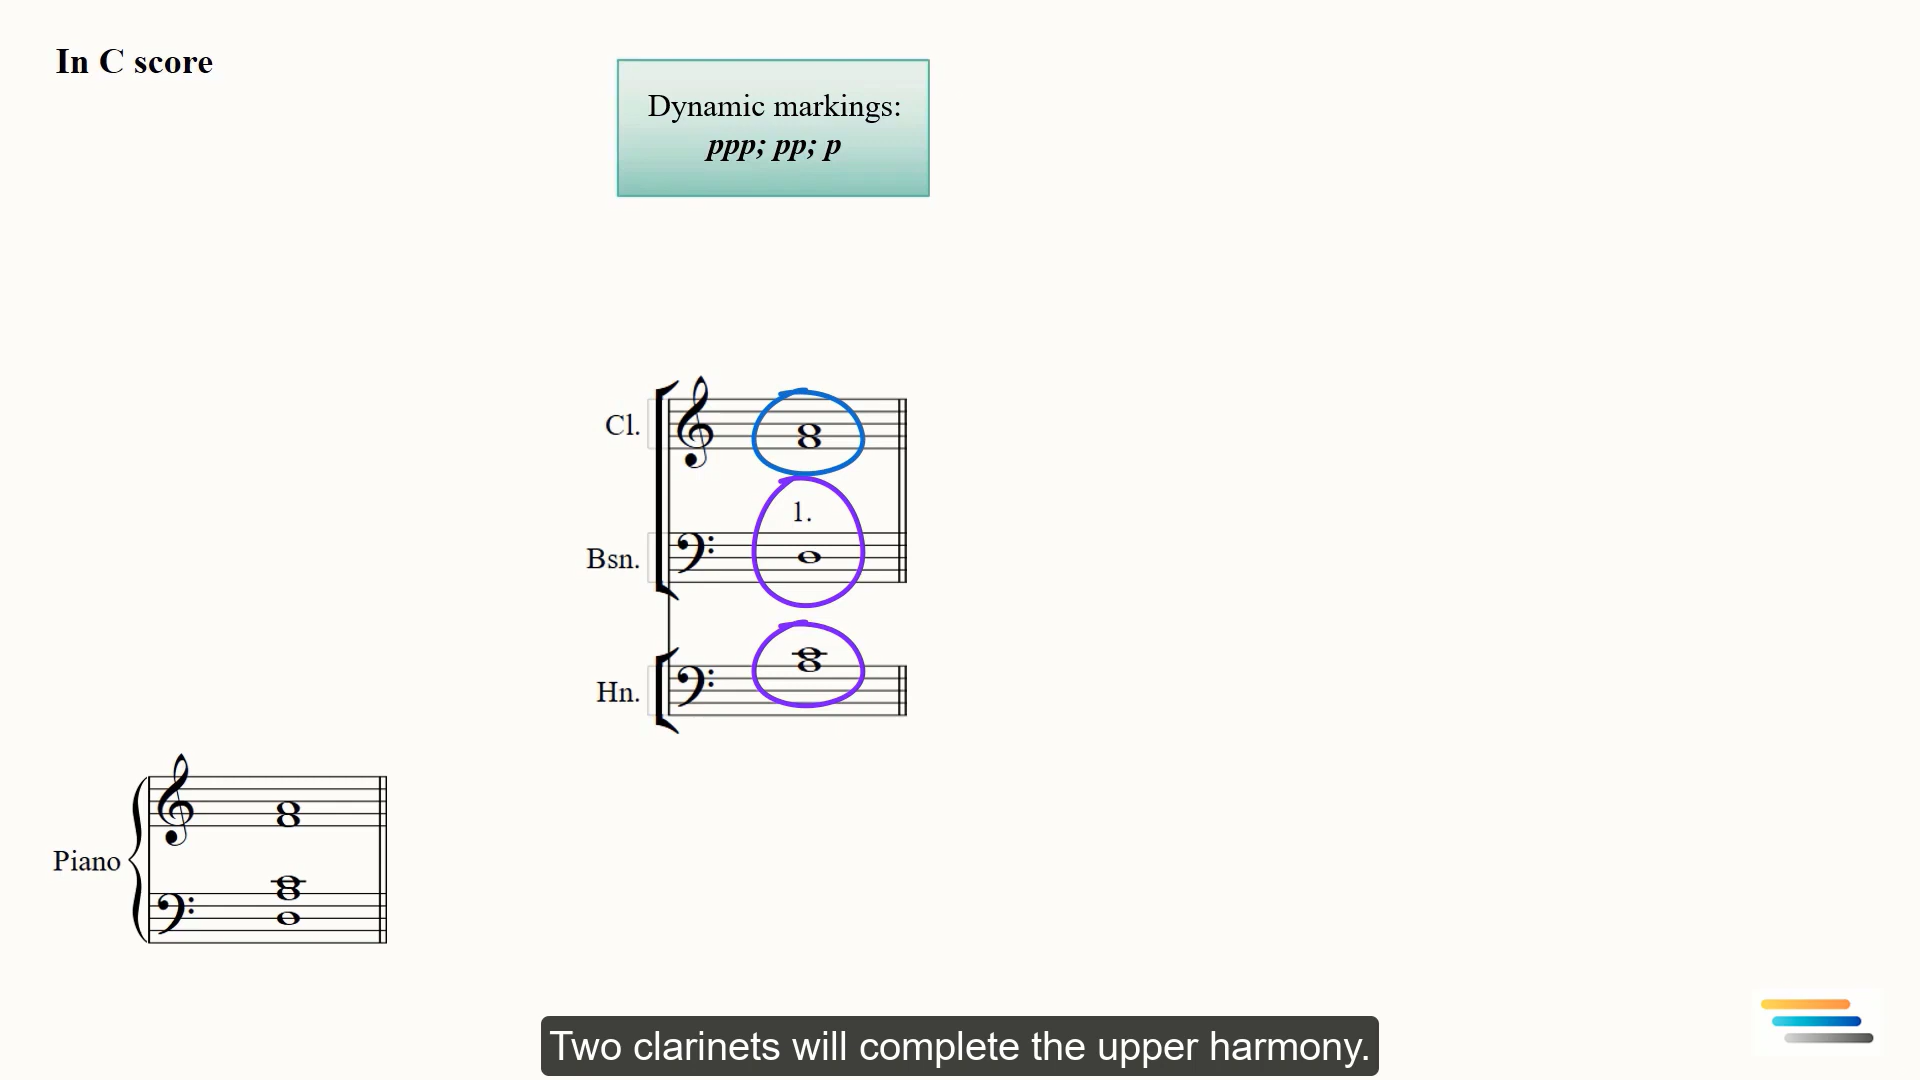 In C score
Dynamic markings:
ppp; pp; p
Cl.
1.
Bsn.
Hn.
Piano
Two clarinets will complete the upper harmony.